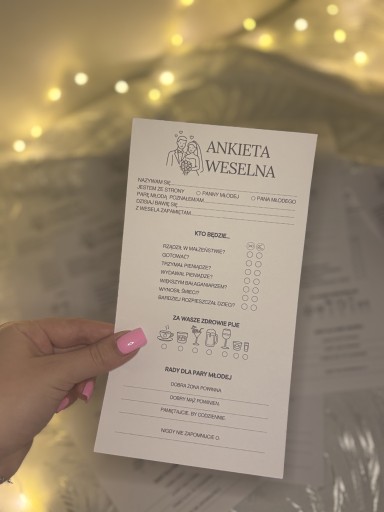 ANKIETA
WESELNA
NAZYWAM SIĘ
JESTEM ZE STRONY PANNY MŁODEJ PANA MŁODEGO
PARĘ MŁODĄ POZNAŁEM/AM
DZISIAJ BAWIĘ SIĘ
Z WESELA ZAPAMIĘTAM
KTO BĘDZIE...
RZĄDZIŁ W MAŁŻEŃSTWIE?
GOTOWAĆ?
TRZYMAŁ PIENIĄDZE?
WYDAWAŁ PIENIĄDZE?
WIĘKSZYM BAŁAGANIARZEM?
WYNOSIŁ ŚMIECI?
BARDZIEJ ROZPIESZCZAŁ DZIECI?
ZA WASZE ZDROWIE PIJĘ
RADY DLA PARY MŁODEJ
DOBRA ŻONA POWINNA
DOBRY MĄŻ POWINIEN
PAMIĘTAJCIE, BY CODZIENNIE
NIGDY NIE ZAPOMNIJCIE O